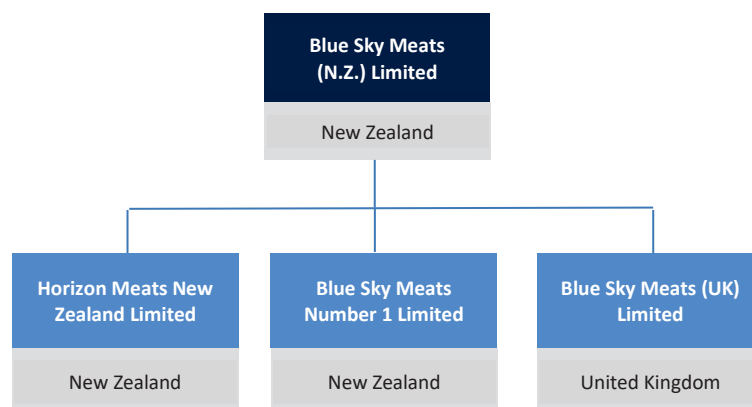 Blue Sky Meats
(N.Z.) Limited
New Zealand
Horizon Meats New
Zealand Limited
New Zealand
Blue Sky Meats
Number 1 Limited
New Zealand
Blue Sky Meats (UK)
Limited
United Kingdom